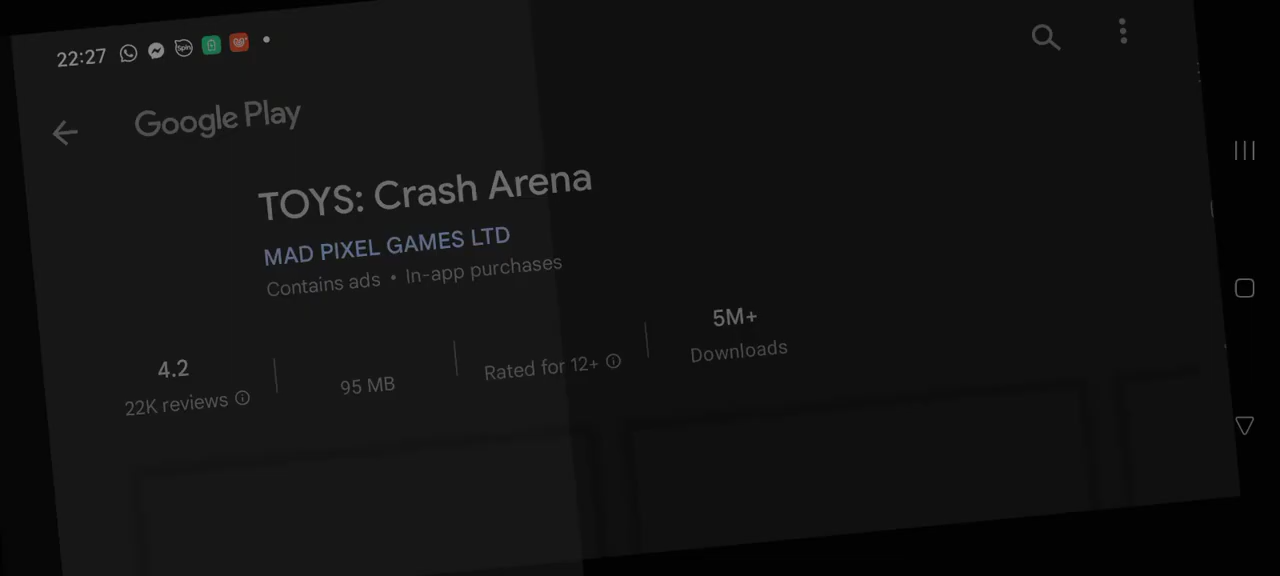 22:27
Google Play
TOYS: Crash Arena
MAD PIXEL GAMES LTD
Contains ads • In-app purchases
4.2
22K reviews
95 MB
Rated for 12+
5M+
Downloads